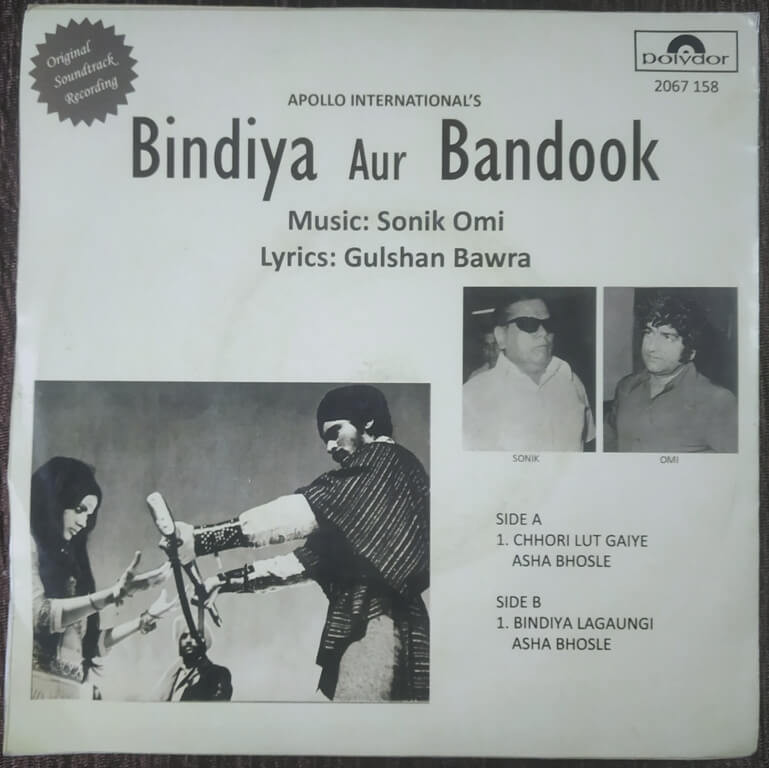 Original
Soundtrack
Recording
polydor
2067 158
APOLLO INTERNATIONAL'S
Bindiya Aur Bandook
Music: Sonik Omi
Lyrics: Gulshan Bawra
SONIK
OMI
SIDE A
1. CHHORI LUT GAIYE
ASHA BHOSLE
SIDE B
1. BINDIYA LAGAUNGI
ASHA BHOSLE